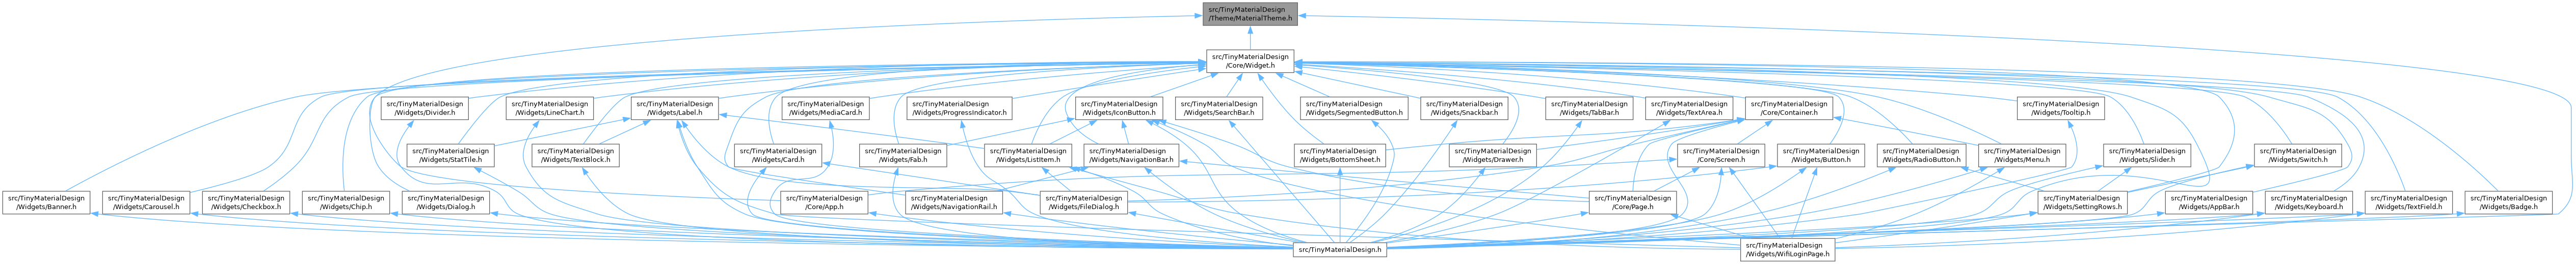 src/TinyMaterialDesign
/Theme/MaterialTheme.h
src/TinyMaterialDesign
/Core/Widget.h
src/TinyMaterialDesign
/Widgets/Divider.h
src/TinyMaterialDesign
/Widgets/LineChart.h
src/TinyMaterialDesign
/Widgets/Label.h
src/TinyMaterialDesign
/Widgets/MediaCard.h
src/TinyMaterialDesign
/Widgets/ProgressIndicator.h
src/TinyMaterialDesign
/Widgets/IconButton.h
src/TinyMaterialDesign
/Widgets/SearchBar.h
src/TinyMaterialDesign
/Widgets/SegmentedButton.h
src/TinyMaterialDesign
/Widgets/Snackbar.h
src/TinyMaterialDesign
/Widgets/TabBar.h
src/TinyMaterialDesign
/Widgets/TextArea.h
src/TinyMaterialDesign
/Core/Container.h
src/TinyMaterialDesign
/Widgets/Tooltip.h
src/TinyMaterialDesign
/Widgets/StatTile.h
src/TinyMaterialDesign
/Widgets/TextBlock.h
src/TinyMaterialDesign
/Widgets/Card.h
src/TinyMaterialDesign
/Widgets/Fab.h
src/TinyMaterialDesign
/Widgets/ListItem.h
src/TinyMaterialDesign
/Widgets/NavigationBar.h
src/TinyMaterialDesign
/Widgets/BottomSheet.h
src/TinyMaterialDesign
/Widgets/Drawer.h
src/TinyMaterialDesign
/Core/Screen.h
src/TinyMaterialDesign
/Widgets/Button.h
src/TinyMaterialDesign
/Widgets/RadioButton.h
src/TinyMaterialDesign
/Widgets/Menu.h
src/TinyMaterialDesign
/Widgets/Slider.h
src/TinyMaterialDesign
/Widgets/Switch.h
src/TinyMaterialDesign
/Widgets/Banner.h
src/TinyMaterialDesign
/Widgets/Carousel.h
src/TinyMaterialDesign
/Widgets/Checkbox.h
src/TinyMaterialDesign
/Widgets/Chip.h
src/TinyMaterialDesign
/Widgets/Dialog.h
src/TinyMaterialDesign
/Core/App.h
src/TinyMaterialDesign
/Widgets/NavigationRail.h
src/TinyMaterialDesign
/Widgets/FileDialog.h
src/TinyMaterialDesign
/Core/Page.h
src/TinyMaterialDesign
/Widgets/SettingRows.h
src/TinyMaterialDesign
/Widgets/AppBar.h
src/TinyMaterialDesign
/Widgets/Keyboard.h
src/TinyMaterialDesign
/Widgets/TextField.h
src/TinyMaterialDesign
/Widgets/Badge.h
src/TinyMaterialDesign.h
src/TinyMaterialDesign
/Widgets/WifiLoginPage.h